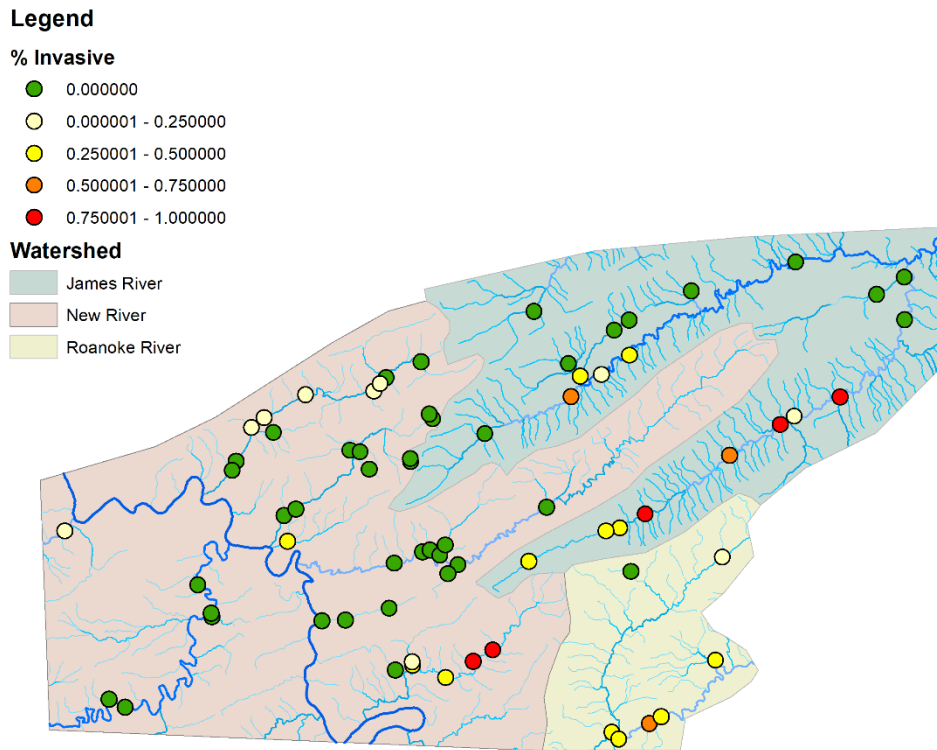 Legend
% Invasive
0.000000
0.000001 - 0.250000
0.250001 - 0.500000
0.500001 - 0.750000
0.750001 - 1.000000
Watershed
James River
New River
Roanoke River